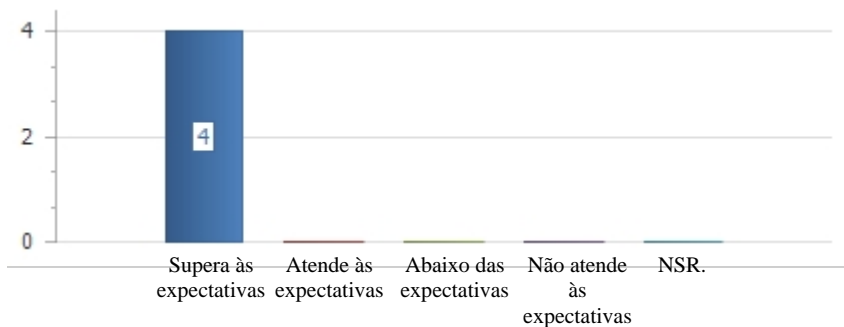 4
2
4
0
Supera às
expectativas
Atende às
expectativas
Abaixo das
expectativas
Não atende
às
expectativas
NSR.